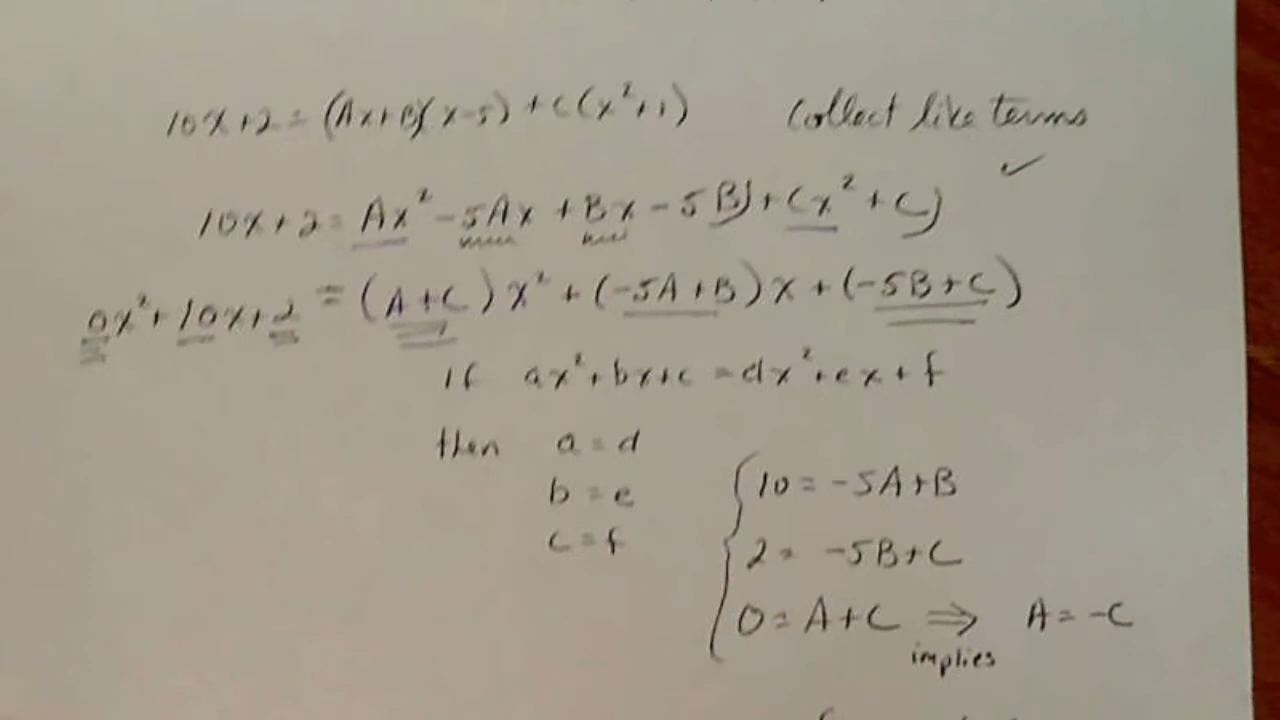 10x+2=(Ax+B)(x-5)+C(x²+1) Collect like terms
✓
10x+2=Ax²-5Ax+Bx-5B)+Cx²+C)
0x²+10x+2=(A+C)x²+(-5A+B)x+(-5B+C)
If ax²+bx+c=dx²+ex+f
then a=d
b=e
c=f
10=-5A+B
2=-5B+C
0=A+C ⇒ A=-C
implies